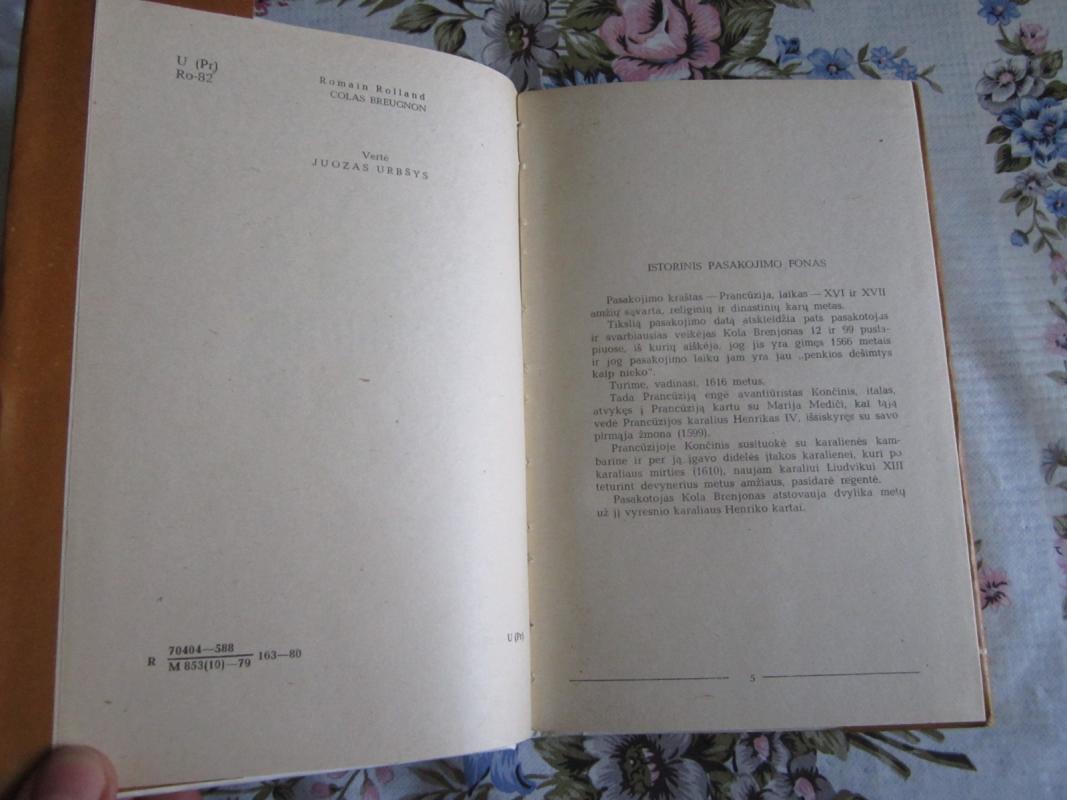 U (Pr)
Ro-82
Romain Rolland
COLAS BREUGNON
Vertė
JUOZAS URBŠYS
R 70404—588
M 853(10)—79 163—80
U (Pr)
ISTORINIS PASAKOJIMO FONAS
Pasakojimo kraštas — Prancūzija, laikas — XVI ir XVII
amžių sąvarta, religinių ir dinastinių karų metas.
Tikslią pasakojimo datą atskleidžia pats pasakotojas
ir svarbiausias veikėjas Kola Brenjonas 12 ir 99 pusla-
piuose, iš kurių aiškėja, jog jis yra gimęs 1566 metais
ir jog pasakojimo laiku jam yra jau „penkios dešimtys
kaip nieko“.
Turime, vadinasi, 1616 metus.
Tada Prancūziją engė avantiūristas Končinis, italas,
atvykęs į Prancūziją kartu su Marija Mediči, kai tąją
vedė Prancūzijos karalius Henrikas IV, išsiskyręs su savo
pirmąja žmona (1599).
Prancūzijoje Končinis susituokė su karalienės kam-
barine ir per ją įgavo didelės įtakos karalienei, kuri po
karaliaus mirties (1610), naujam karaliui Liudvikui XIII
teturint devynerius metus amžiaus, pasidarė regentė.
Pasakotojas Kola Brenjonas atstovauja dvylika metų
už jį vyresnio karaliaus Henriko kartai.
5